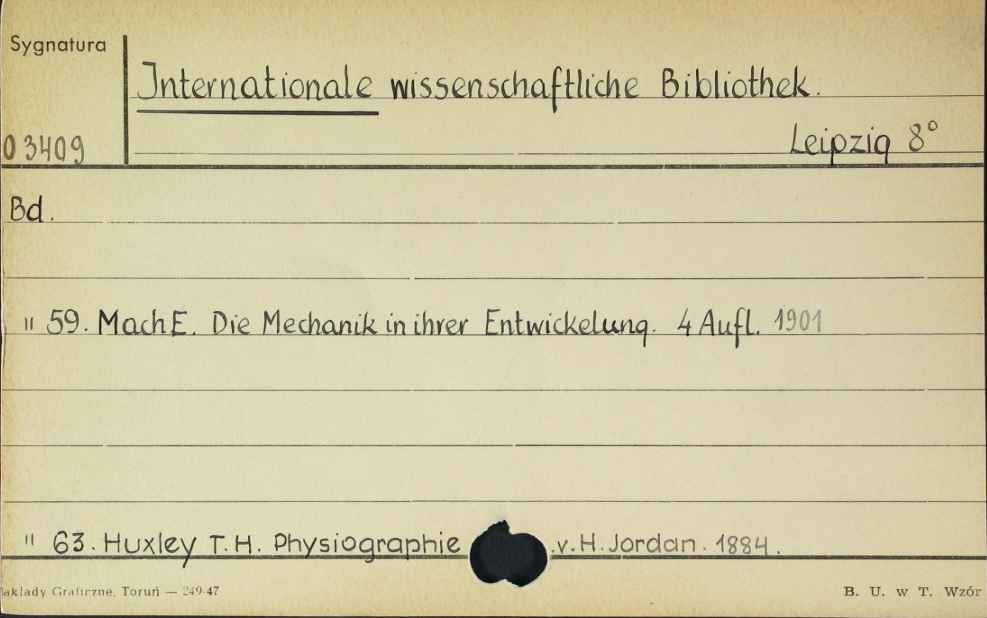 Sygnatura
Internationale wissenschaftliche Bibliothek.
03409
Leipzig 8°
Bd.
" 59. Mach E. Die Mechanik in ihrer Entwickelung. 4 Aufl. 1901
" 63. Huxley T. H. Physiographie .v. H. Jordan. 1884.
akłady Graficzne, Toruń — 249-47
B. U. w T. Wzór